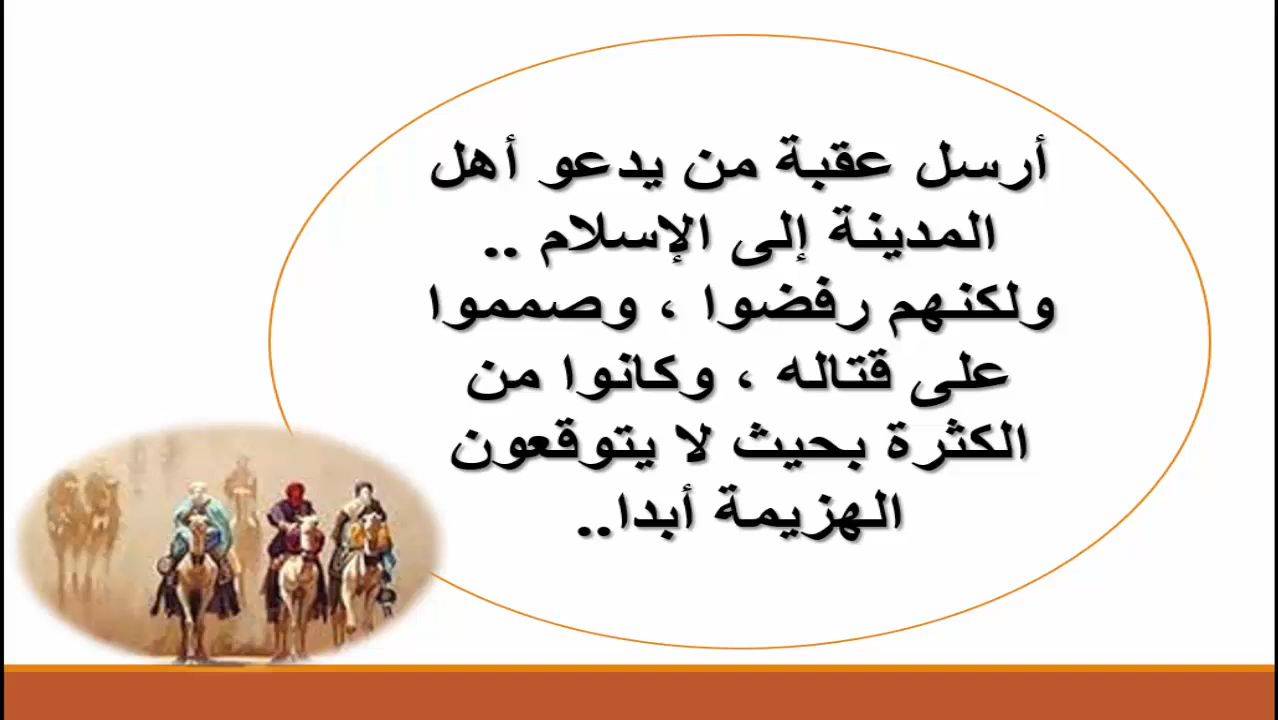 أرسل عقبة من يدعو أهل
المدينة إلى الإسلام ..
ولكنهم رفضوا ، وصمموا
على قتاله ، وكانوا من
الكثرة بحيث لا يتوقعون
الهزيمة أبدا..